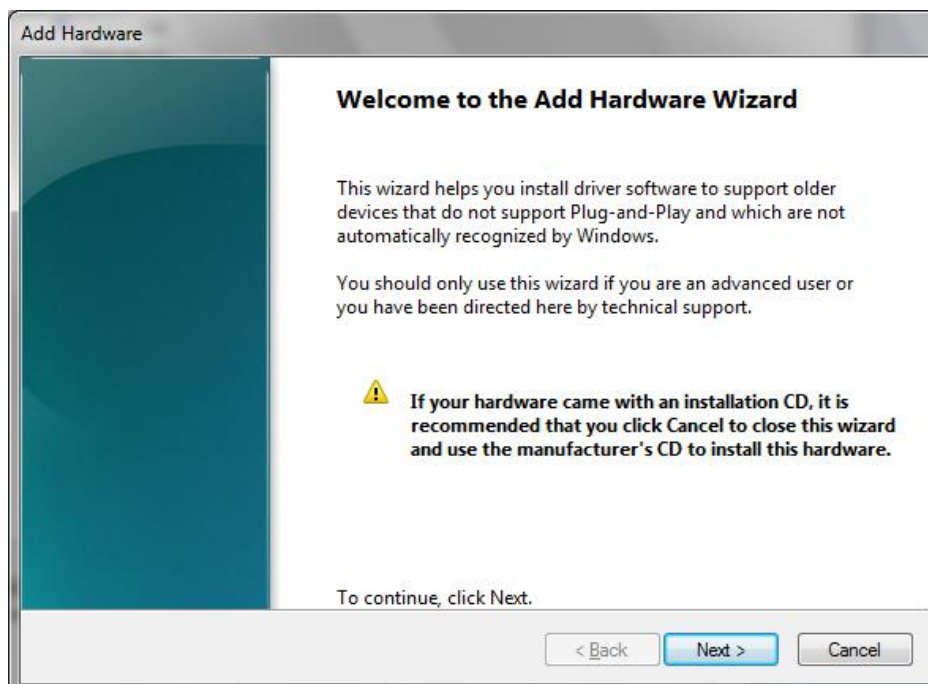 Add Hardware
Welcome to the Add Hardware Wizard
This wizard helps you install driver software to support older
devices that do not support Plug-and-Play and which are not
automatically recognized by Windows.
You should only use this wizard if you are an advanced user or
you have been directed here by technical support.
If your hardware came with an installation CD, it is
recommended that you click Cancel to close this wizard
and use the manufacturer's CD to install this hardware.
To continue, click Next.
< Back Next > Cancel